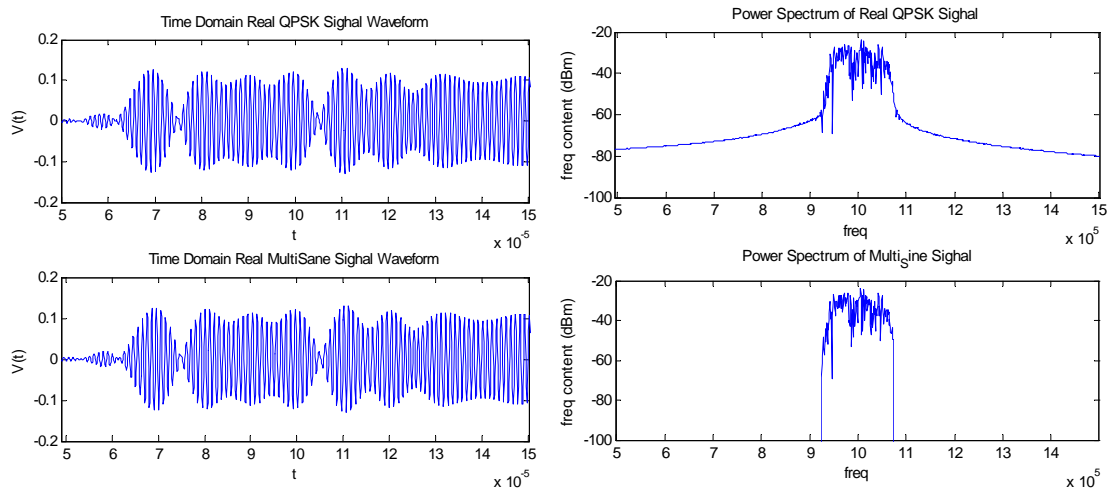 Time Domain Real QPSK Sighal Waveform
0.2
0.1
0
-0.1
-0.2
V(t)
5 6 7 8 9 10 11 12 13 14 15
t
x 10^-5
Power Spectrum of Real QPSK Sighal
-20
-40
-60
-80
-100
freq content (dBm)
5 6 7 8 9 10 11 12 13 14 15
freq
x 10^5
Time Domain Real MultiSane Sighal Waveform
0.2
0.1
0
-0.1
-0.2
V(t)
5 6 7 8 9 10 11 12 13 14 15
t
x 10^-5
Power Spectrum of Multi_Sine Signal
-20
-40
-60
-80
-100
freq content (dBm)
5 6 7 8 9 10 11 12 13 14 15
freq
x 10^5